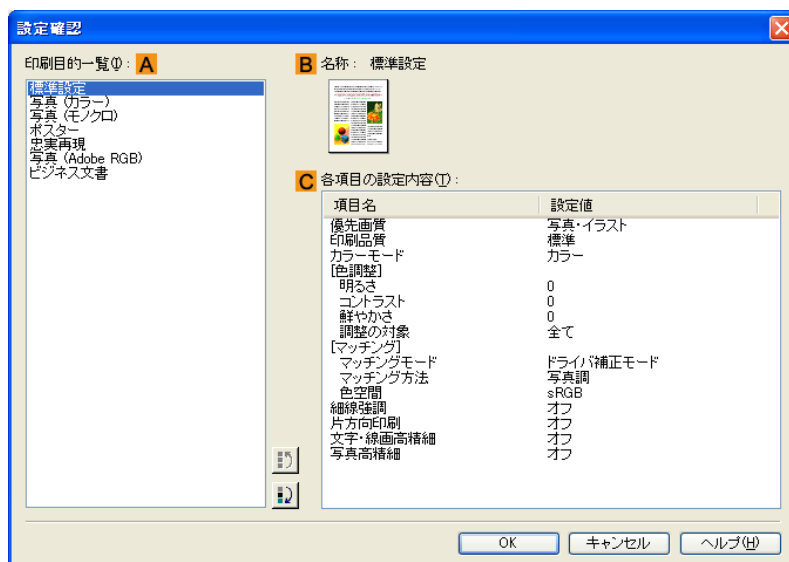 設定確認
印刷目的一覧(I): A
標準設定
写真 (カラー)
写真 (モノクロ)
ポスター
忠実再現
写真 (Adobe RGB)
ビジネス文書
B 名称: 標準設定
C 各項目の設定内容(T):
項目名 設定値
優先画質 写真・イラスト
印刷品質 標準
カラーモード カラー
[色調整]
明るさ 0
コントラスト 0
鮮やかさ 0
調整の対象 全て
[マッチング]
マッチングモード ドライバ補正モード
マッチング方法 写真調
色空間 sRGB
細線強調 オフ
片方向印刷 オフ
文字・線画高精細 オフ
写真高精細 オフ
OK キャンセル ヘルプ(H)